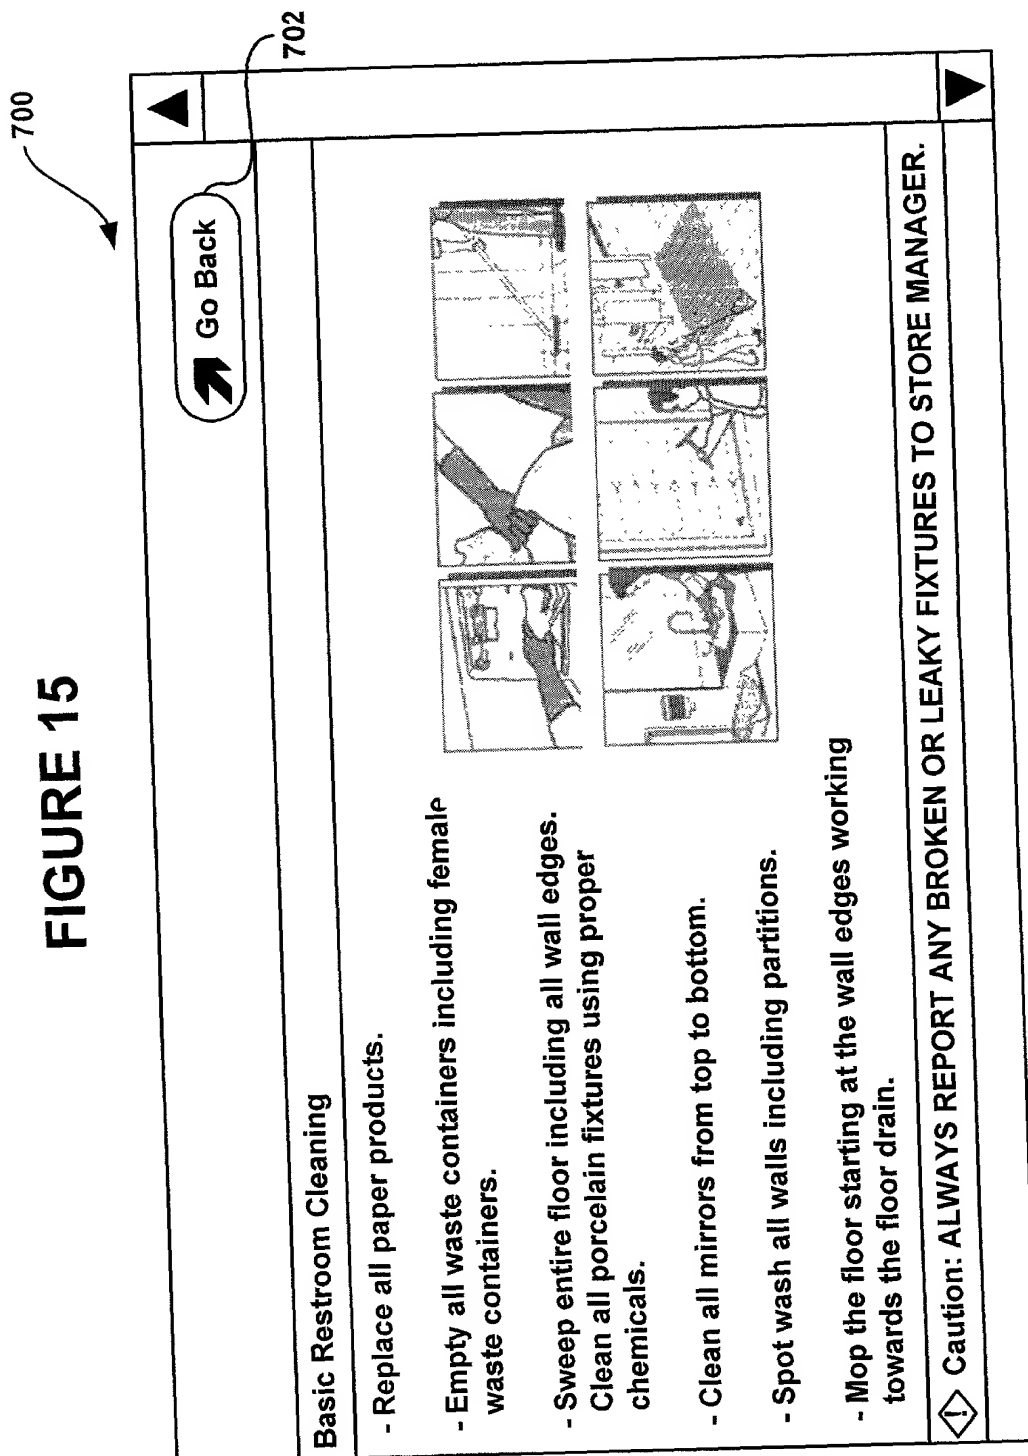 FIGURE 15
700
702
Go Back
Basic Restroom Cleaning
- Replace all paper products.
- Empty all waste containers including female
waste containers.
- Sweep entire floor including all wall edges.
Clean all porcelain fixtures using proper
chemicals.
- Clean all mirrors from top to bottom.
- Spot wash all walls including partitions.
- Mop the floor starting at the wall edges working
towards the floor drain.
! Caution: ALWAYS REPORT ANY BROKEN OR LEAKY FIXTURES TO STORE MANAGER.